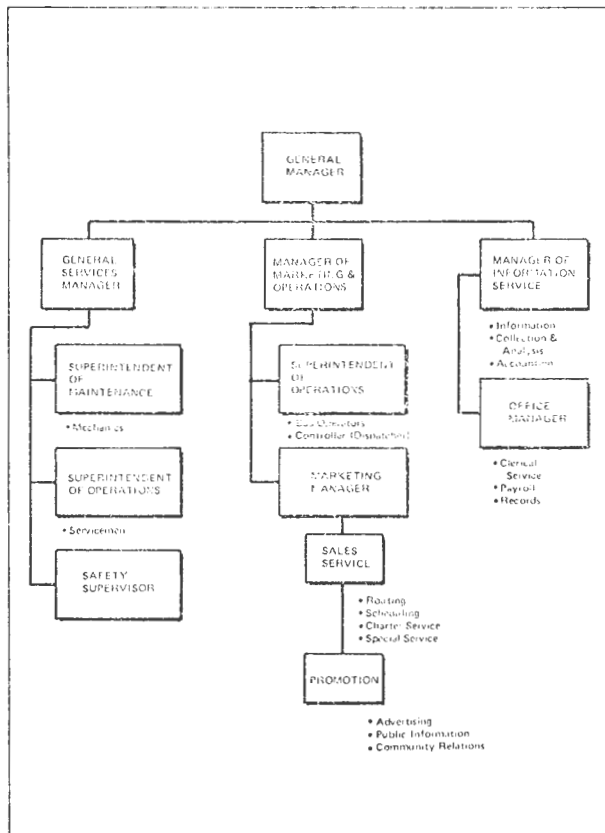 GENERAL
MANAGER
GENERAL
SERVICES
MANAGER
MANAGER OF
MARKETING &
OPERATIONS
MANAGER OF
INFORMATION
SERVICE
• Information
• Collection &
Analysis
• Accounting
SUPERINTENDENT
OF
MAINTENANCE
• Mechanics
SUPERINTENDENT
OF
OPERATIONS
• Bus Operators
• Controller (Dispatcher)
OFFICE
MANAGER
• Clerical
Service
• Payroll
• Records
SUPERINTENDENT
OF OPERATIONS
• Servicemen
MARKETING
MANAGER
SAFETY
SUPERVISOR
SALES
SERVICE
• Routing
• Scheduling
• Charter Service
• Special Service
PROMOTION
• Advertising
• Public Information
• Community Relations